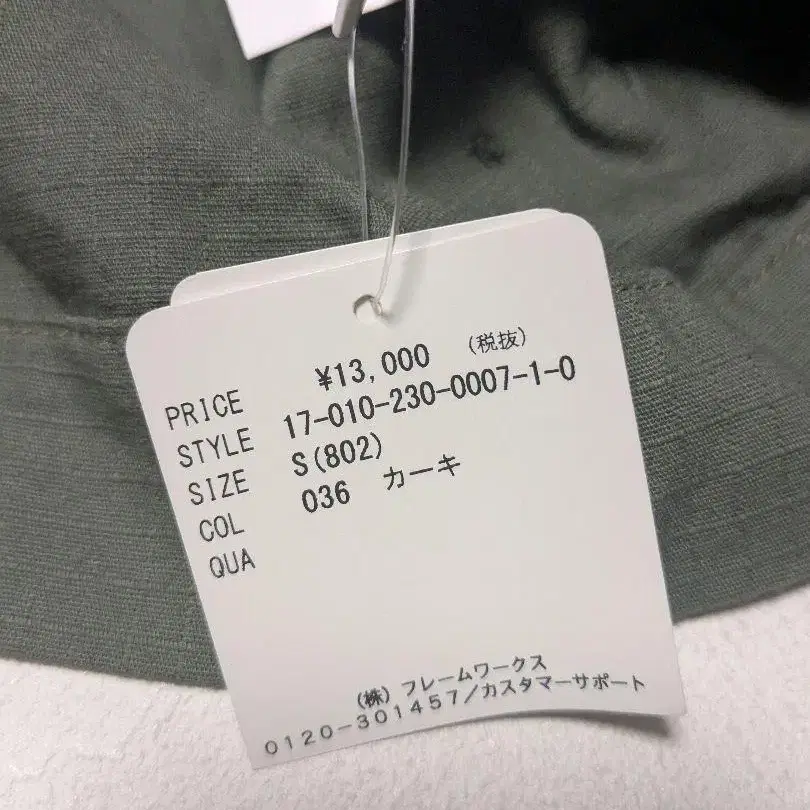 PRICE ¥13,000 (税抜)
STYLE 17-010-230-0007-1-0
SIZE S(802)
COL 036 カーキ
QUA
(株)フレームワークス
0120-301457/カスタマーサポート